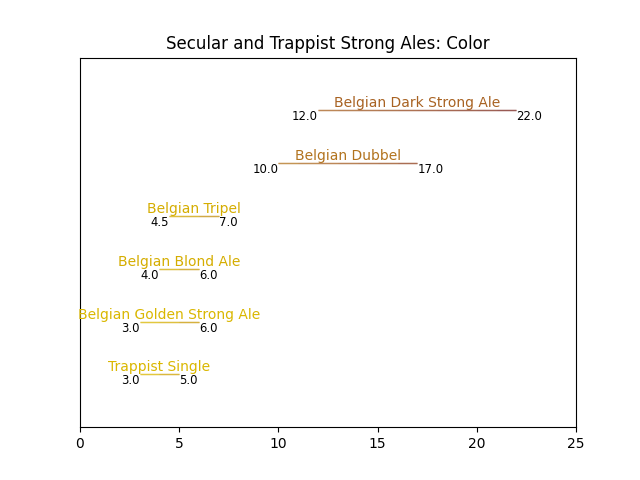 Secular and Trappist Strong Ales: Color
Belgian Dark Strong Ale
12.0 22.0
Belgian Dubbel
10.0 17.0
Belgian Tripel
4.5 7.0
Belgian Blond Ale
4.0 6.0
Belgian Golden Strong Ale
3.0 6.0
Trappist Single
3.0 5.0
0 5 10 15 20 25